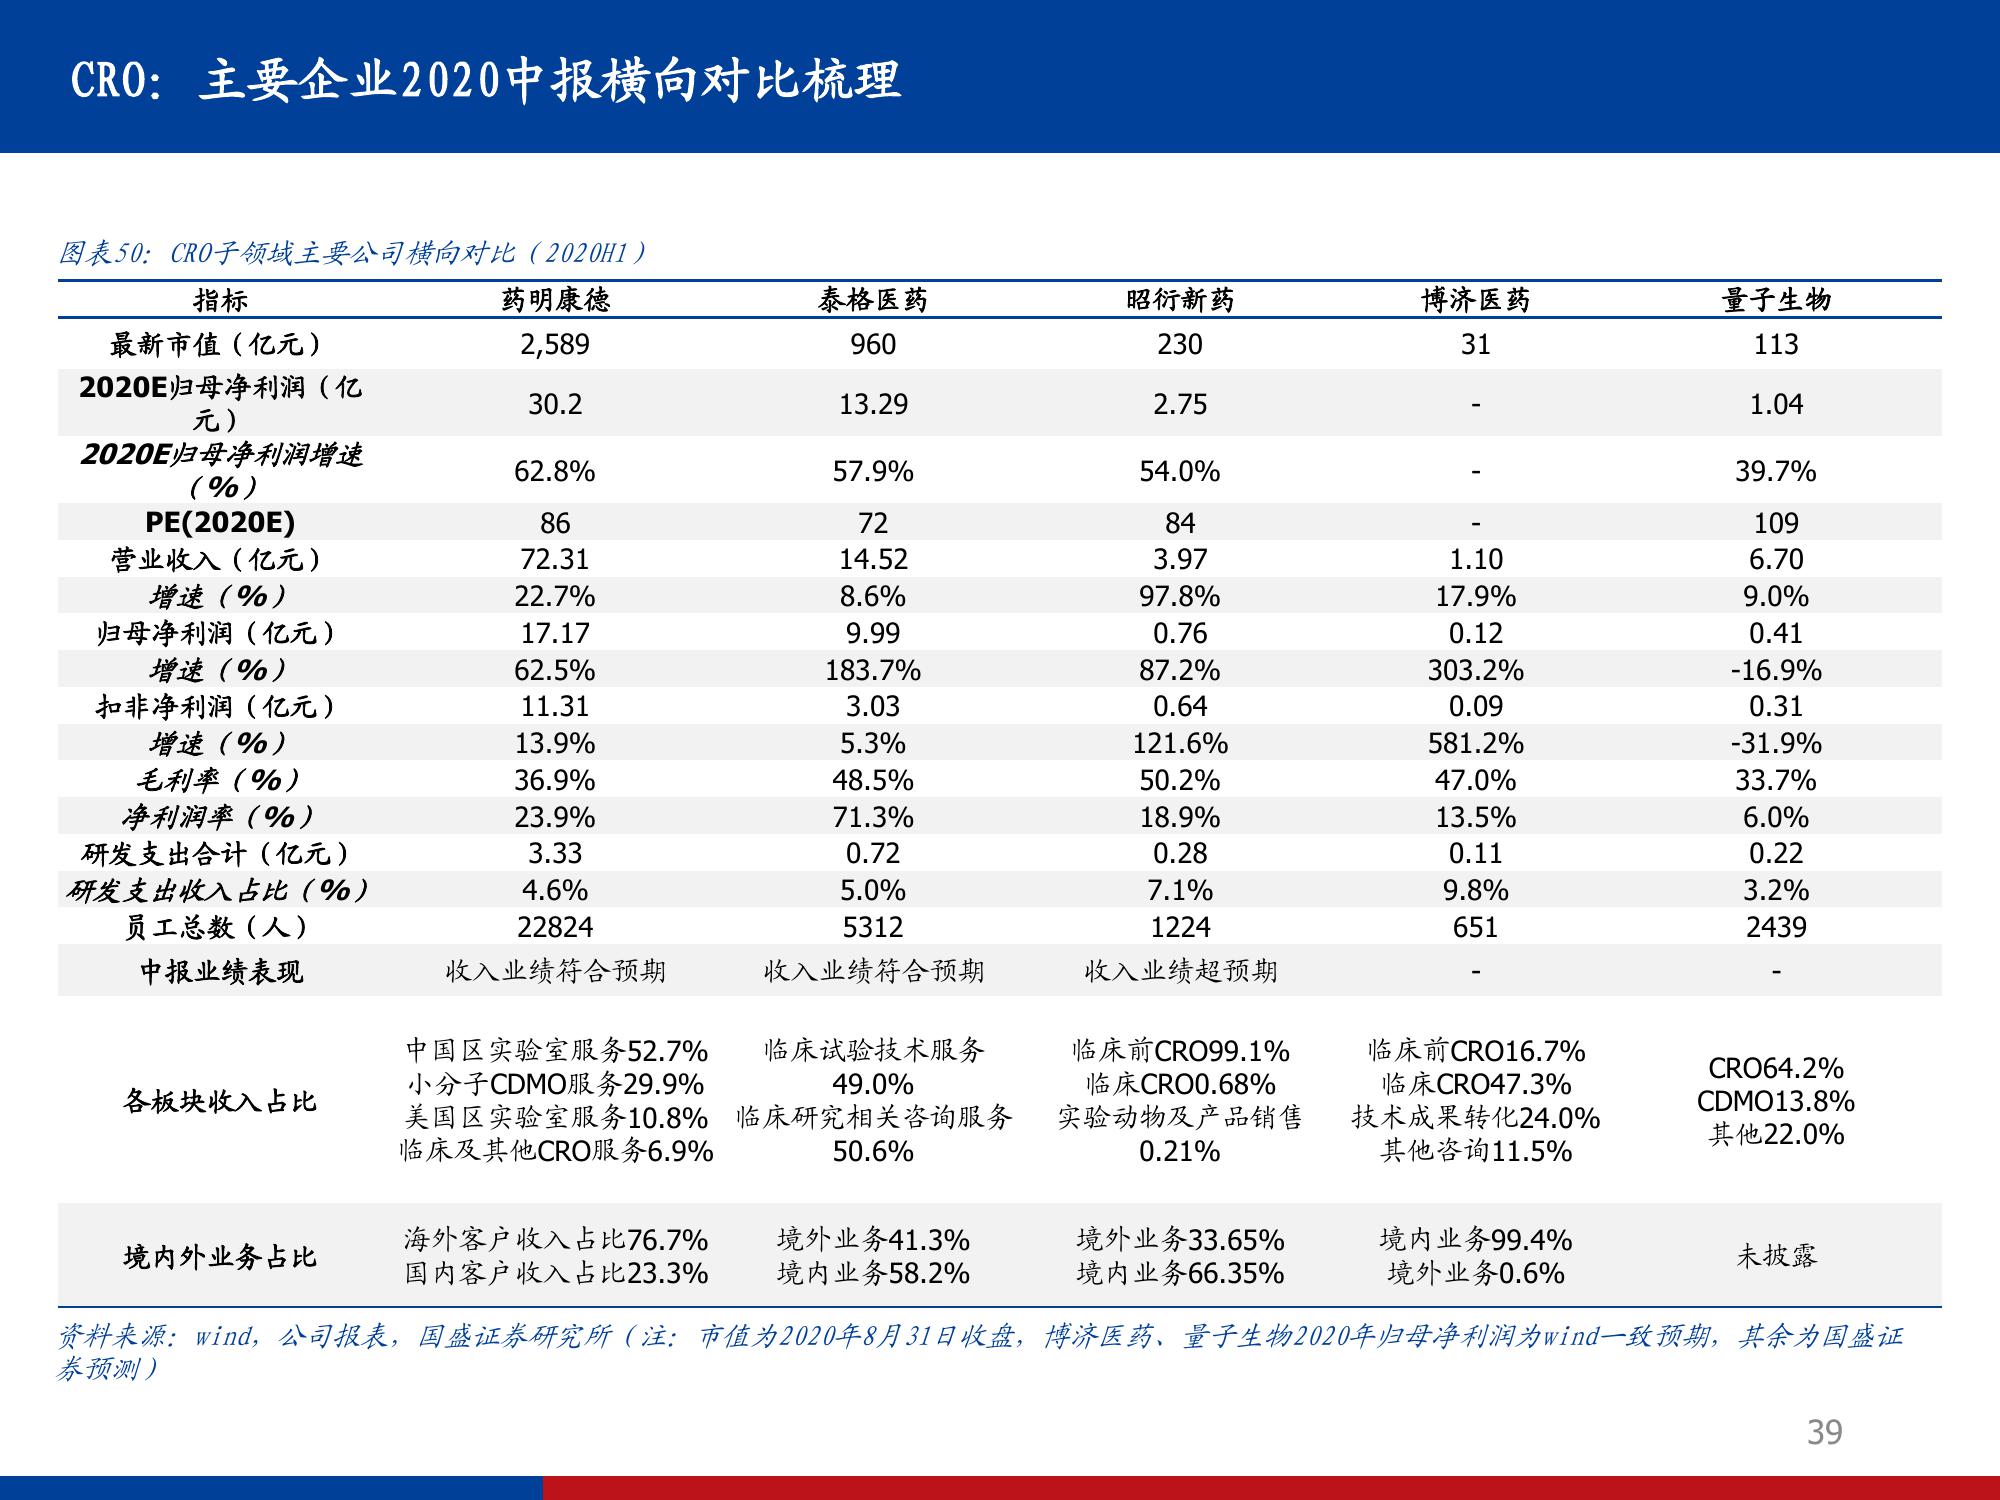 CRO：主要企业2020中报横向对比梳理
图表50：CRO子领域主要公司横向对比（2020H1）
指标 药明康德 泰格医药 昭衍新药 博济医药 量子生物
最新市值（亿元） 2,589 960 230 31 113
2020E归母净利润（亿
元） 30.2 13.29 2.75 - 1.04
2020E归母净利润增速
（%） 62.8% 57.9% 54.0% - 39.7%
PE(2020E) 86 72 84 - 109
营业收入（亿元） 72.31 14.52 3.97 1.10 6.70
增速（%） 22.7% 8.6% 97.8% 17.9% 9.0%
归母净利润（亿元） 17.17 9.99 0.76 0.12 0.41
增速（%） 62.5% 183.7% 87.2% 303.2% -16.9%
扣非净利润（亿元） 11.31 3.03 0.64 0.09 0.31
增速（%） 13.9% 5.3% 121.6% 581.2% -31.9%
毛利率（%） 36.9% 48.5% 50.2% 47.0% 33.7%
净利润率（%） 23.9% 71.3% 18.9% 13.5% 6.0%
研发支出合计（亿元） 3.33 0.72 0.28 0.11 0.22
研发支出收入占比（%） 4.6% 5.0% 7.1% 9.8% 3.2%
员工总数（人） 22824 5312 1224 651 2439
中报业绩表现 收入业绩符合预期 收入业绩符合预期 收入业绩超预期 - -
各板块收入占比
中国区实验室服务52.7%
小分子CDMO服务29.9%
美国区实验室服务10.8%
临床及其他CRO服务6.9%
临床试验技术服务
49.0%
临床研究相关咨询服务
50.6%
临床前CRO99.1%
临床CRO0.68%
实验动物及产品销售
0.21%
临床前CRO16.7%
临床CRO47.3%
技术成果转化24.0%
其他咨询11.5%
CRO64.2%
CDMO13.8%
其他22.0%
境内外业务占比
海外客户收入占比76.7%
国内客户收入占比23.3%
境外业务41.3%
境内业务58.2%
境外业务33.65%
境内业务66.35%
境内业务99.4%
境外业务0.6%
未披露
资料来源：wind，公司报表，国盛证券研究所（注：市值为2020年8月31日收盘，博济医药、量子生物2020年归母净利润为wind一致预期，其余为国盛证
券预测）
39